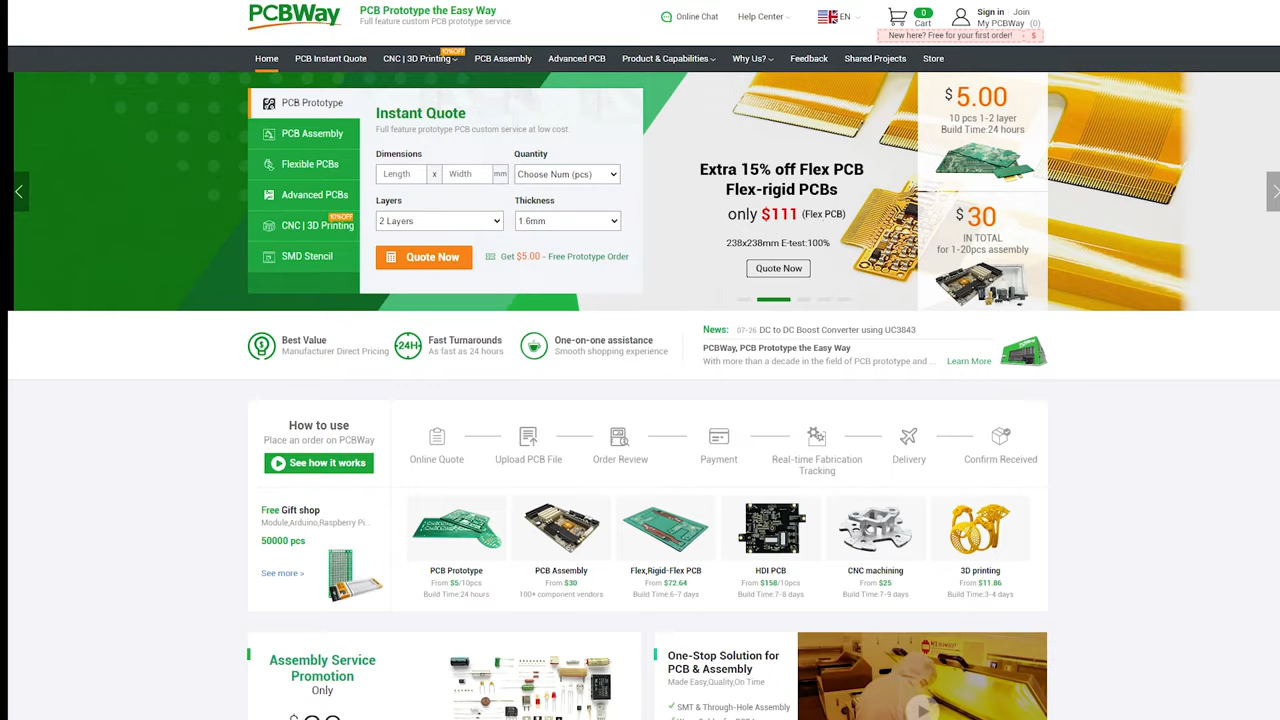 PCBWay
PCB Prototype the Easy Way
Full feature custom PCB prototype service.
Online Chat
Help Center
EN
0
Cart
Sign in Join
My PCBWay (0)
New here? Free for your first order! $
Home PCB Instant Quote CNC | 3D Printing 10%OFF PCB Assembly Advanced PCB Product & Capabilities Why Us? Feedback Shared Projects Store
PCB Prototype
PCB Assembly
Flexible PCBs
Advanced PCBs
10%OFF
CNC | 3D Printing
SMD Stencil
Instant Quote
Full feature prototype PCB custom service at low cost.
Dimensions Quantity
Length x Width mm Choose Num (pcs)
Layers Thickness
2 Layers 1.6mm
Quote Now Get $5.00 - Free Prototype Order
Extra 15% off Flex PCB
Flex-rigid PCBs
only $111 (Flex PCB)
238x238mm E-test:100%
Quote Now
$5.00
10 pcs 1-2 layer
Build Time:24 hours
$30
IN TOTAL
for 1-20pcs assembly
Best Value
Manufacturer Direct Pricing
24H
Fast Turnarounds
As fast as 24 hours
One-on-one assistance
Smooth shopping experience
News: 07-26 DC to DC Boost Converter using UC3843
PCBWay, PCB Prototype the Easy Way
With more than a decade in the field of PCB prototype and ... Learn More
PCBWay
How to use
Place an order on PCBWay
See how it works
Online Quote
Upload PCB File
Order Review
Payment
Real-time Fabrication
Tracking
Delivery
Confirm Received
Free Gift shop
Module,Arduino,Raspberry Pi...
50000 pcs
See more >
PCB Prototype
From $5/10pcs
Build Time:24 hours
PCB Assembly
From $30
100+ component vendors
Flex,Rigid-Flex PCB
From $72.64
Build Time:6-7 days
HDI PCB
From $158/10pcs
Build Time:7-8 days
CNC machining
From $25
Build Time:7-9 days
3D printing
From $11.86
Build Time:3-4 days
Assembly Service
Promotion
Only
One-Stop Solution for
PCB & Assembly
Made Easy,Quality,On Time
SMT & Through-Hole Assembly